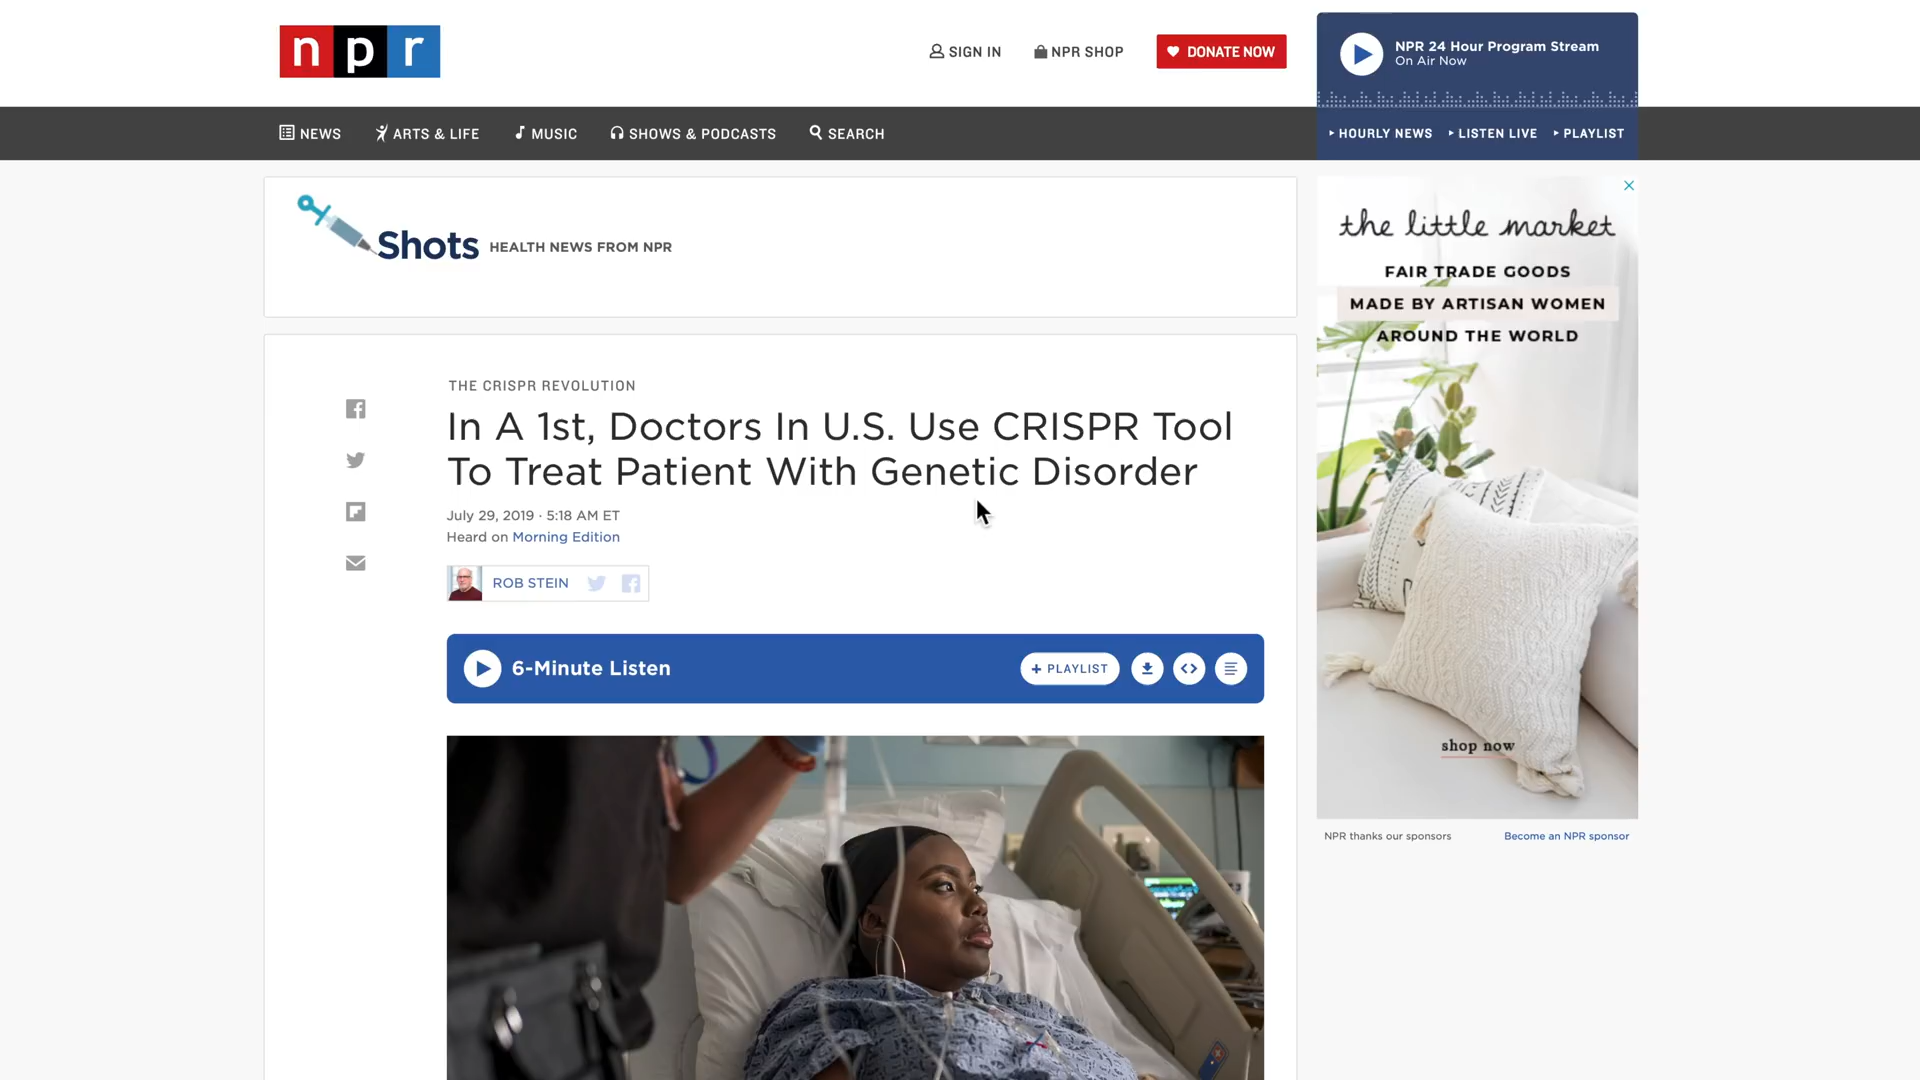 npr
SIGN IN
NPR SHOP
DONATE NOW
NPR 24 Hour Program Stream
On Air Now
NEWS
ARTS & LIFE
MUSIC
SHOWS & PODCASTS
SEARCH
HOURLY NEWS
LISTEN LIVE
PLAYLIST
Shots HEALTH NEWS FROM NPR
THE CRISPR REVOLUTION
In A 1st, Doctors In U.S. Use CRISPR Tool
To Treat Patient With Genetic Disorder
July 29, 2019 · 5:18 AM ET
Heard on Morning Edition
ROB STEIN
6-Minute Listen
+ PLAYLIST
the little market
FAIR TRADE GOODS
MADE BY ARTISAN WOMEN
AROUND THE WORLD
shop now
NPR thanks our sponsors
Become an NPR sponsor